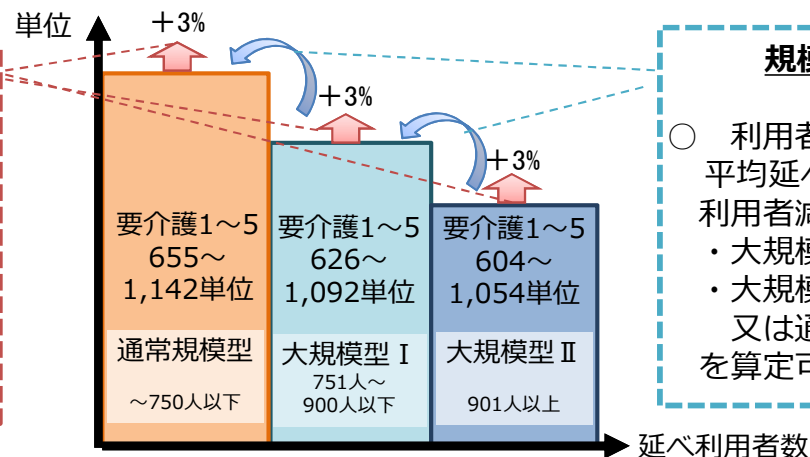 単位
+3%
+3%
+3%
要介護1～5
655～
1,142単位
通常規模型
～750人以下
要介護1～5
626～
1,092単位
大規模型Ⅰ
751人～
900人以下
要介護1～5
604～
1,054単位
大規模型Ⅱ
901人以上
延べ利用者数
規模
○ 利用者
平均延べ
利用者減
・大規模
・大規模
又は通
を算定可